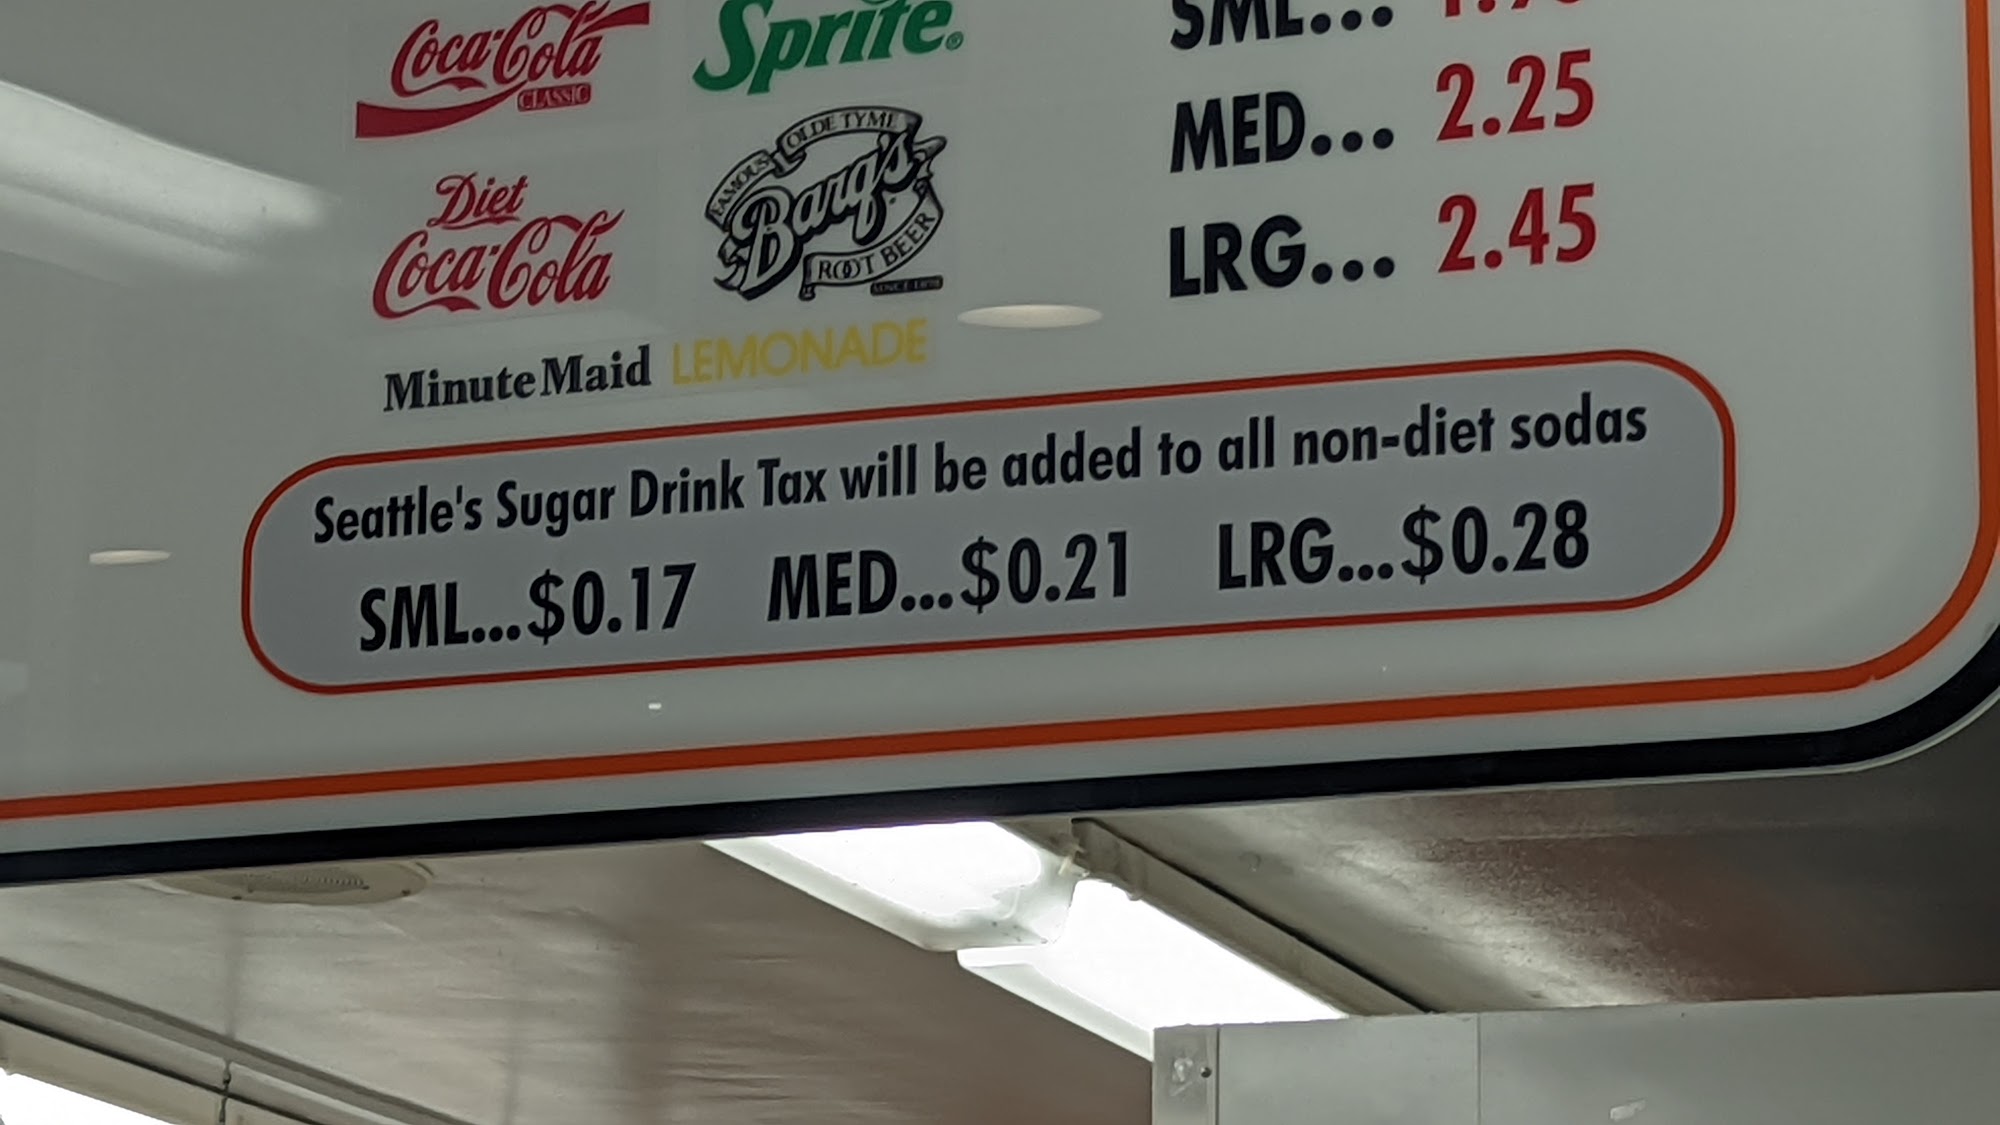 Coca-Cola
CLASSIC
Sprite®
SML...
MED... 2.25
LRG... 2.45
Diet
Coca-Cola
FAMOUS OLDE TYME
Barq's
ROOT BEER
SINCE 1898
Minute Maid LEMONADE
Seattle's Sugar Drink Tax will be added to all non-diet sodas
SML...$0.17 MED...$0.21 LRG...$0.28